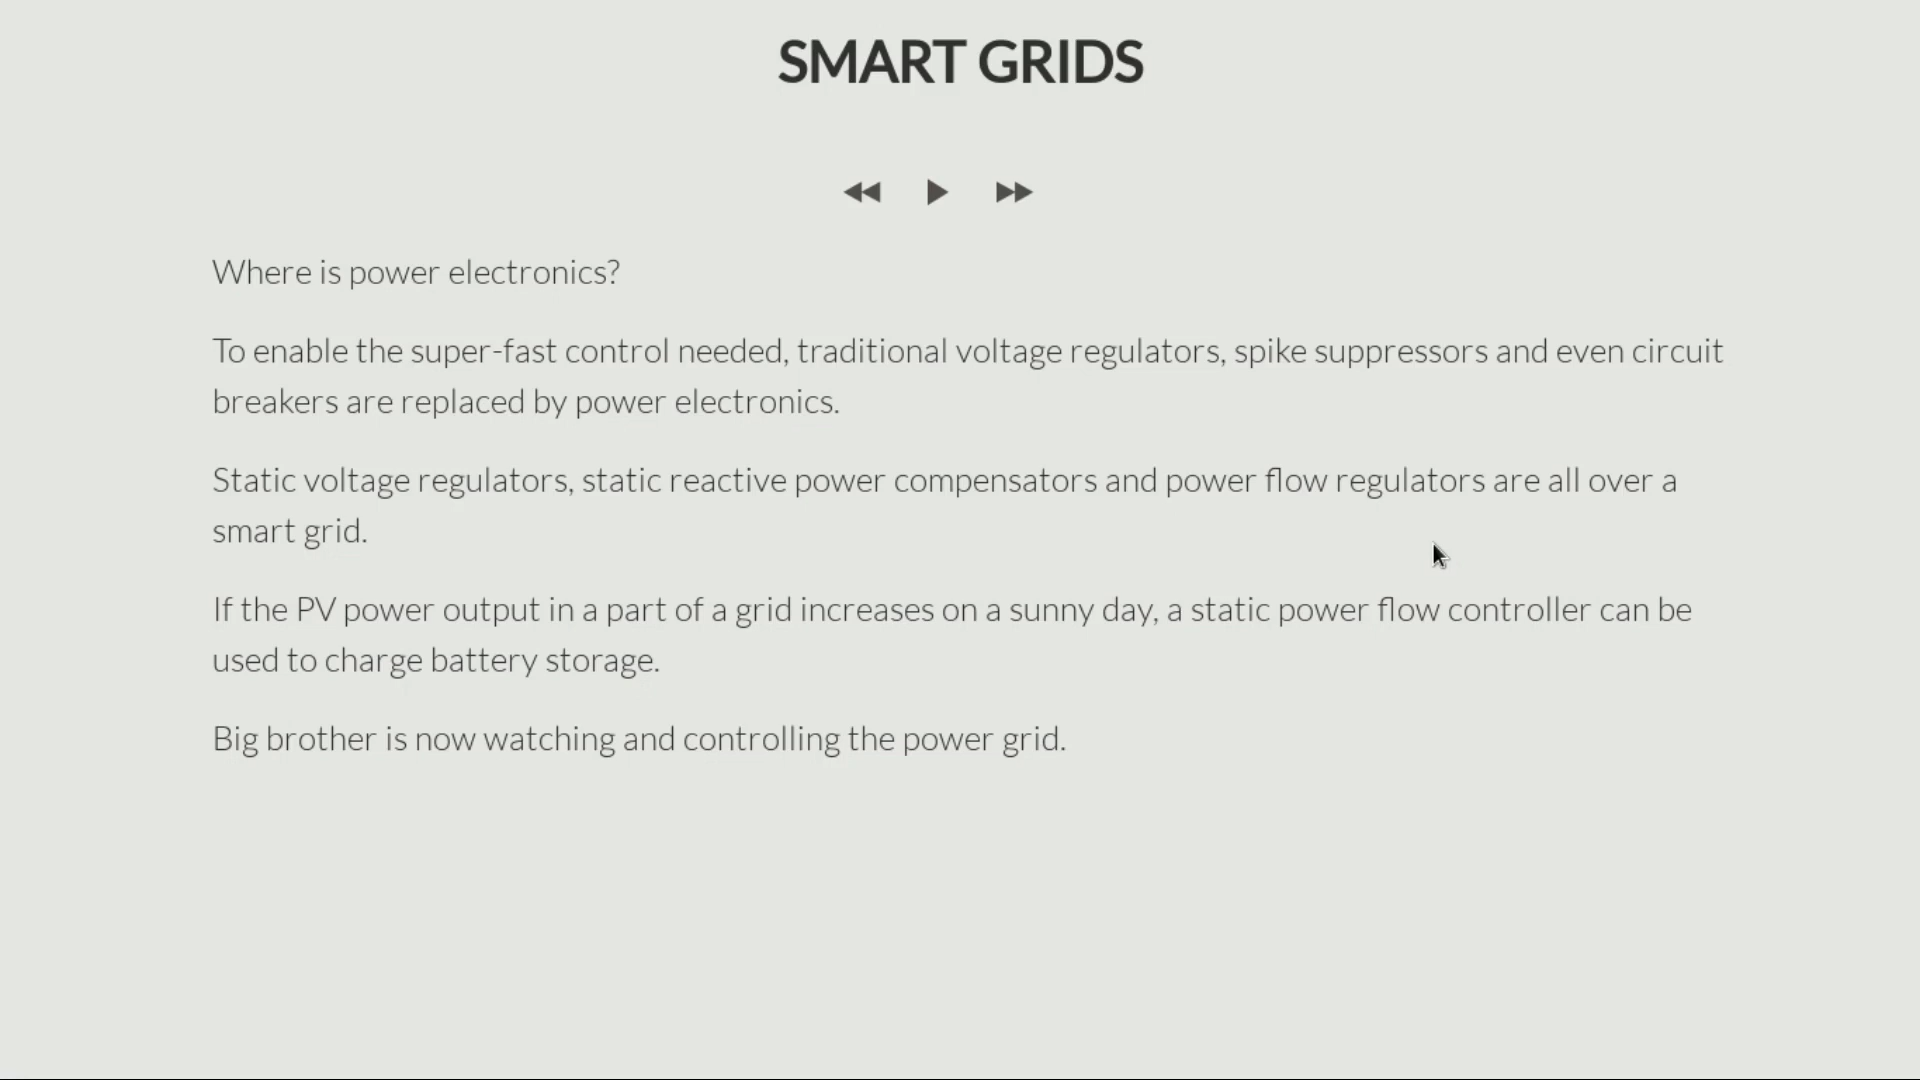 SMART GRIDS
Where is power electronics?
To enable the super-fast control needed, traditional voltage regulators, spike suppressors and even circuit
breakers are replaced by power electronics.
Static voltage regulators, static reactive power compensators and power flow regulators are all over a
smart grid.
If the PV power output in a part of a grid increases on a sunny day, a static power flow controller can be
used to charge battery storage.
Big brother is now watching and controlling the power grid.